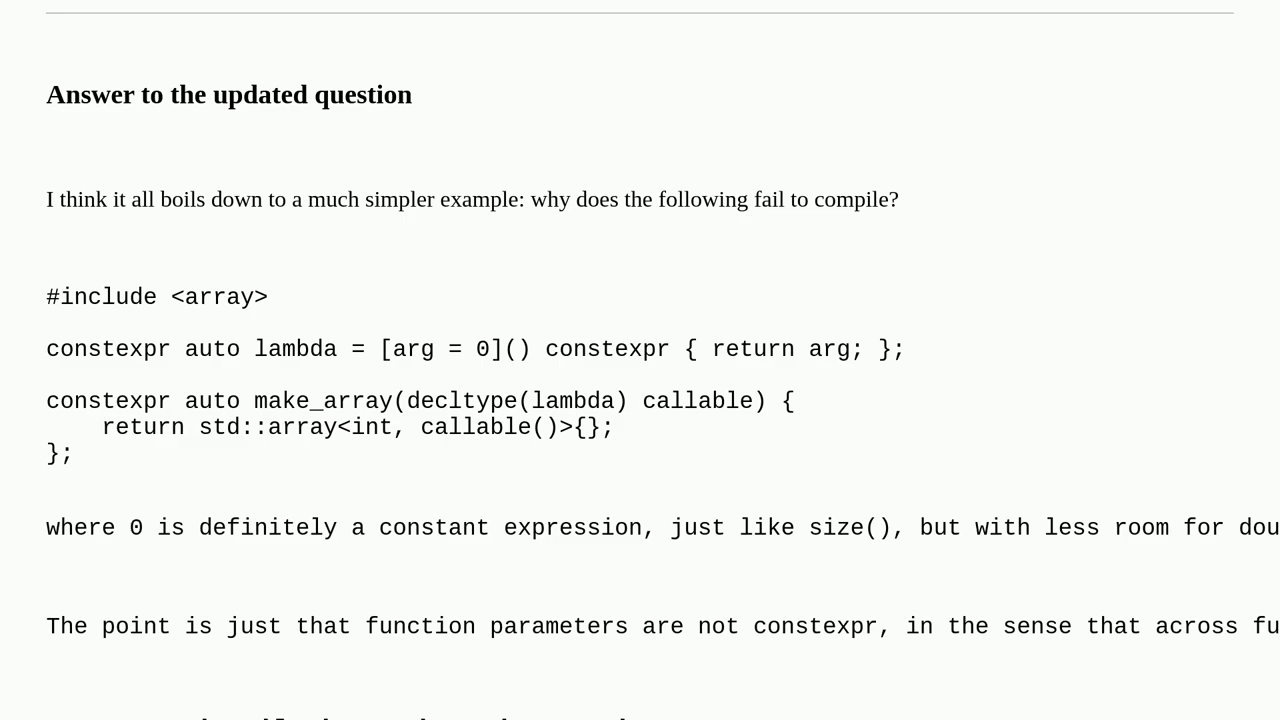 Answer to the updated question
I think it all boils down to a much simpler example: why does the following fail to compile?
#include <array>
constexpr auto lambda = [arg = 0]() constexpr { return arg; };
constexpr auto make_array(decltype(lambda) callable) {
    return std::array<int, callable()>{};
};
where 0 is definitely a constant expression, just like size(), but with less room for
The point is just that function parameters are not constexpr, in the sense that across